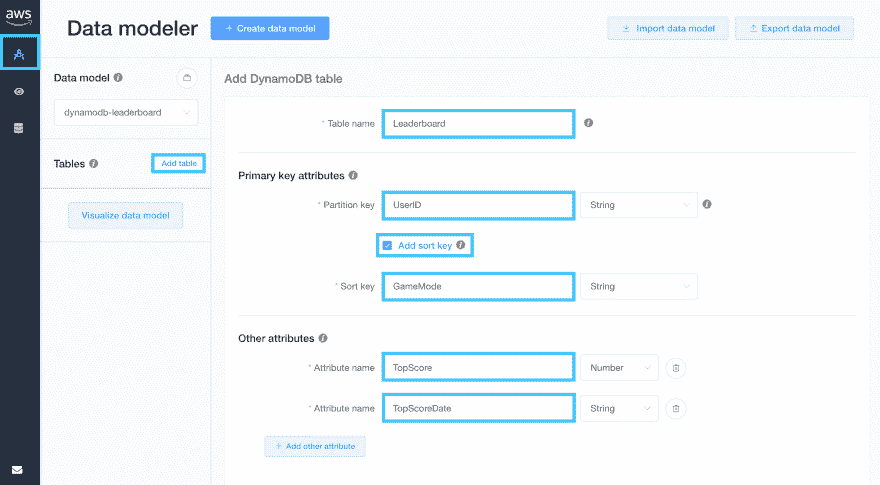 aws
Data modeler
+ Create data model
Import data model
Export data model
Data model
dynamodb-leaderboard
Tables
Add table
Visualize data model
Add DynamoDB table
* Table name
Leaderboard
Primary key attributes
* Partition key
UserID
String
Add sort key
* Sort key
GameMode
String
Other attributes
* Attribute name
TopScore
Number
* Attribute name
TopScoreDate
String
+ Add other attribute